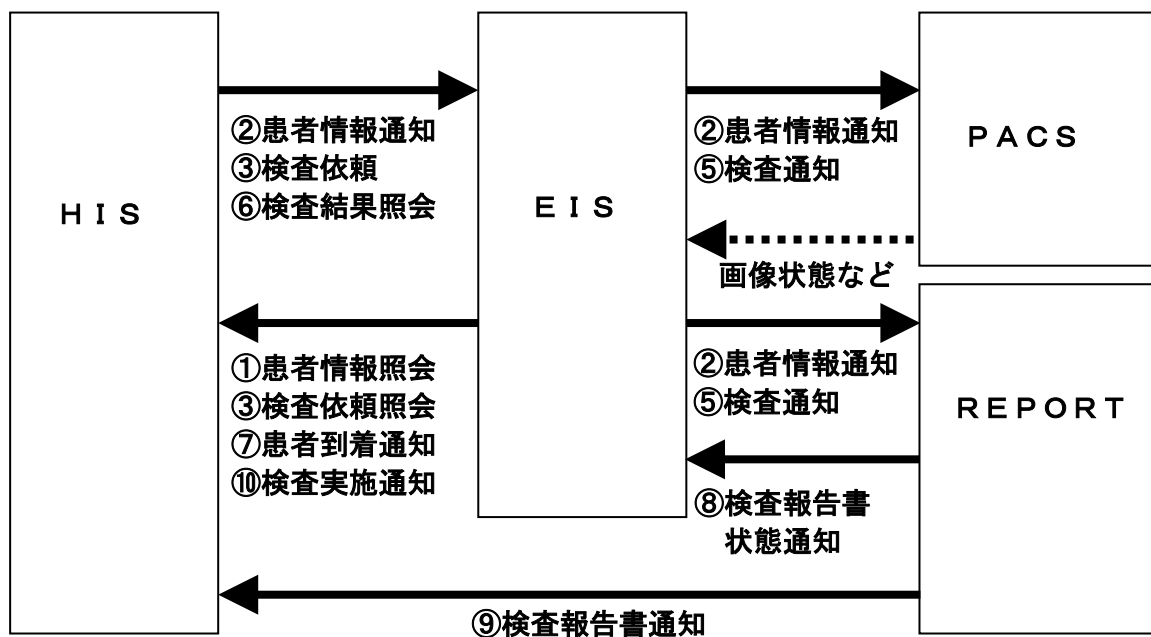 ＨＩＳ
②患者情報通知
③検査依頼
⑥検査結果照会
①患者情報照会
③検査依頼照会
⑦患者到着通知
⑩検査実施通知
ＥＩＳ
②患者情報通知
⑤検査通知
画像状態など
②患者情報通知
⑤検査通知
⑧検査報告書
状態通知
ＰＡＣＳ
ＲＥＰＯＲＴ
⑨検査報告書通知